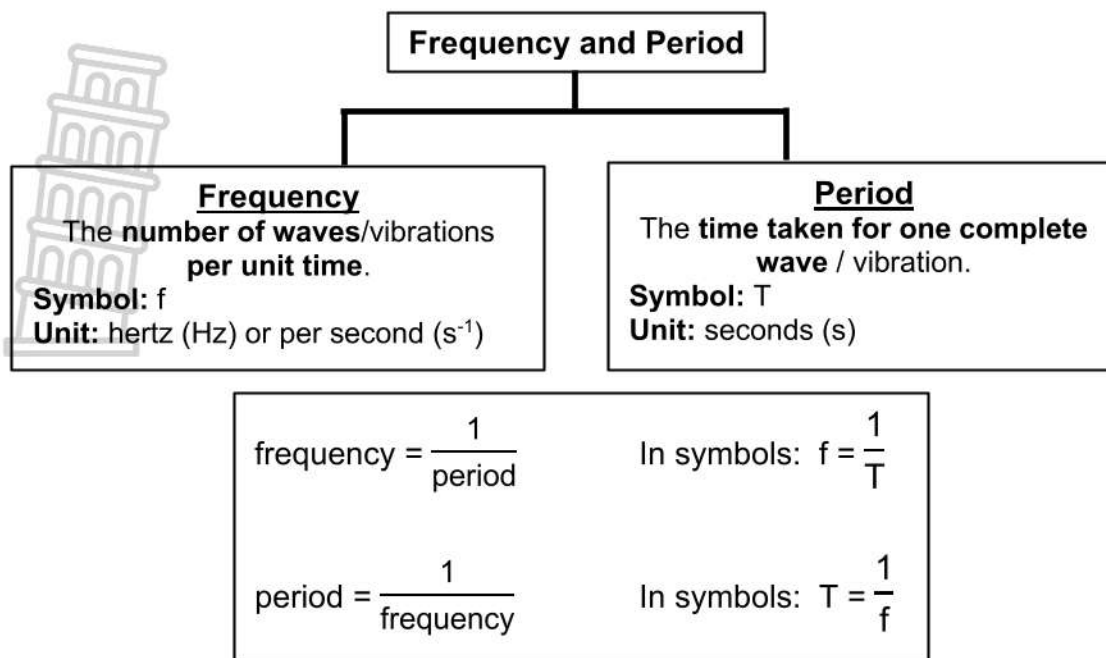 Frequency and Period
Frequency
The number of waves/vibrations
per unit time.
Symbol: f
Unit: hertz (Hz) or per second (s⁻¹)
Period
The time taken for one complete
wave / vibration.
Symbol: T
Unit: seconds (s)
frequency = 1/period    In symbols: f = 1/T
period = 1/frequency    In symbols: T = 1/f